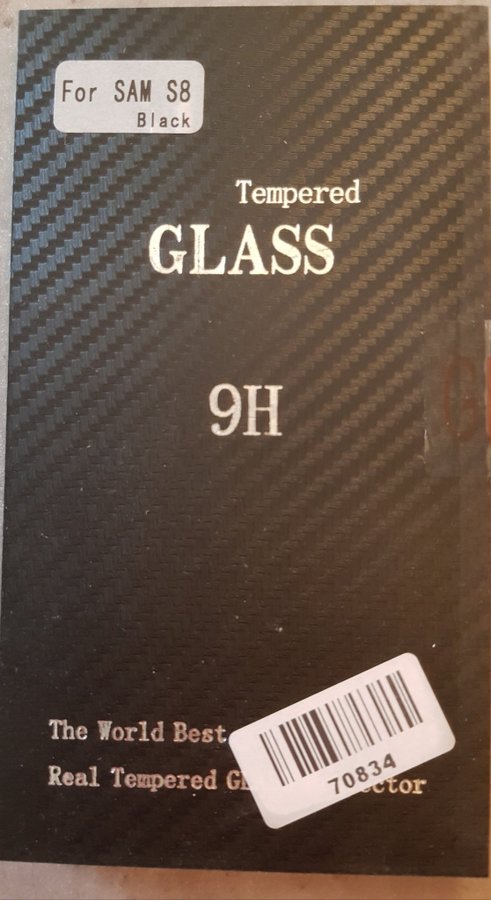 For SAM S8
Black
Tempered
GLASS
9H
The World Best
Real Tempered
70834